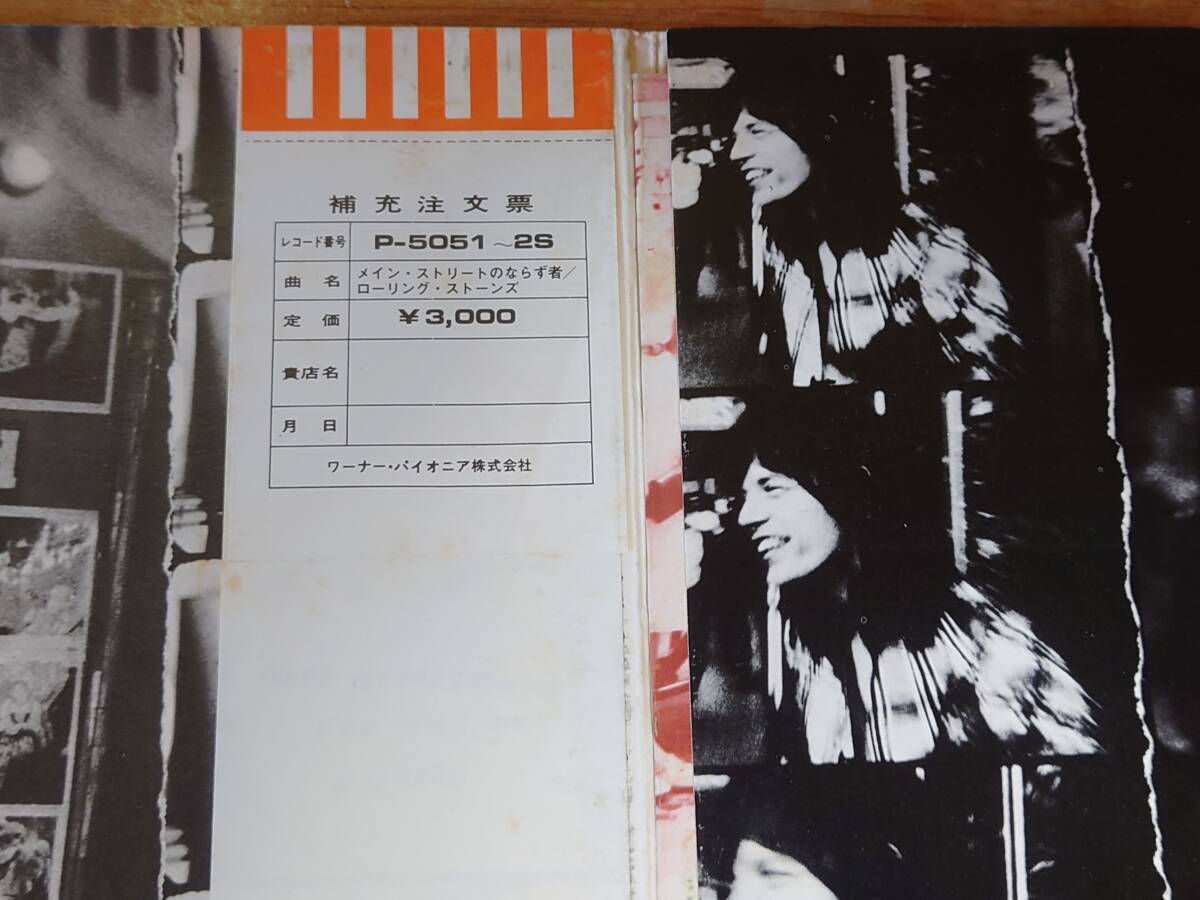 補充注文票
レコード番号 P-5051～2S
曲名 メイン・ストリートのならず者／
ローリング・ストーンズ
定価 ￥3,000
貴店名
月日
ワーナー・パイオニア株式会社